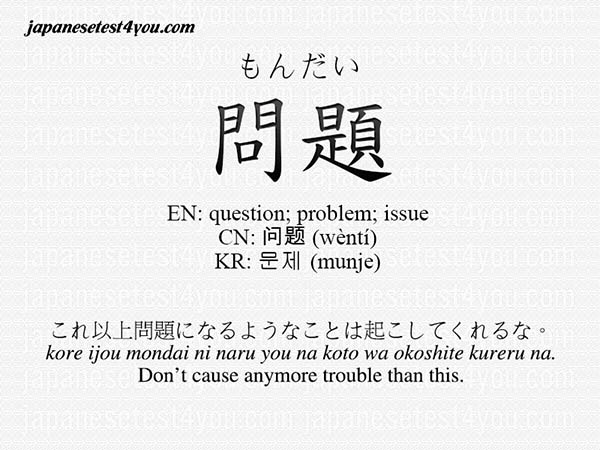 japanesetest4you.com
もんだい
問題
EN: question; problem; issue
CN: 问题 (wèntí)
KR: 문제 (munje)
これ以上問題になるようなことは起こしてくれるな。
kore ijou mondai ni naru you na koto wa okoshite kureru na.
Don't cause anymore trouble than this.